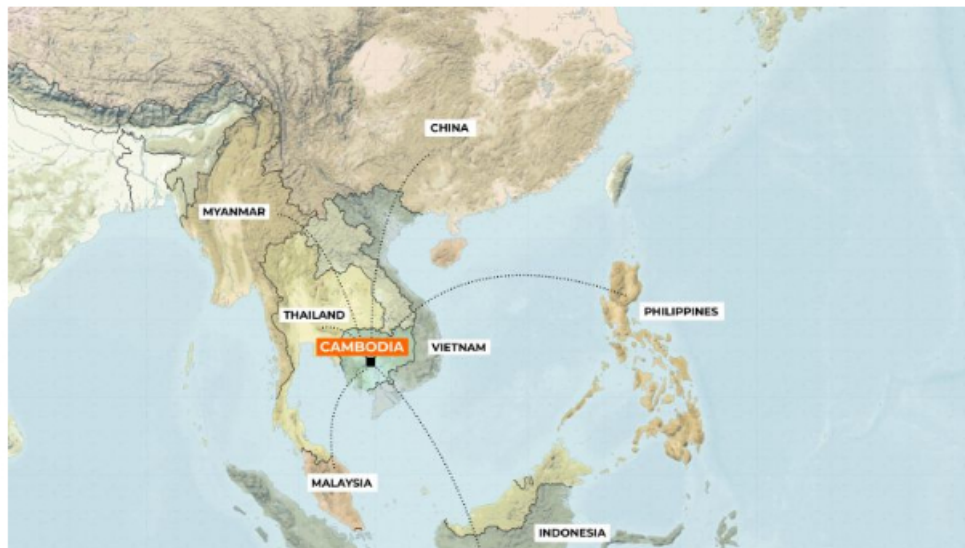 CHINA
MYANMAR
PHILIPPINES
THAILAND
CAMBODIA
VIETNAM
MALAYSIA
INDONESIA